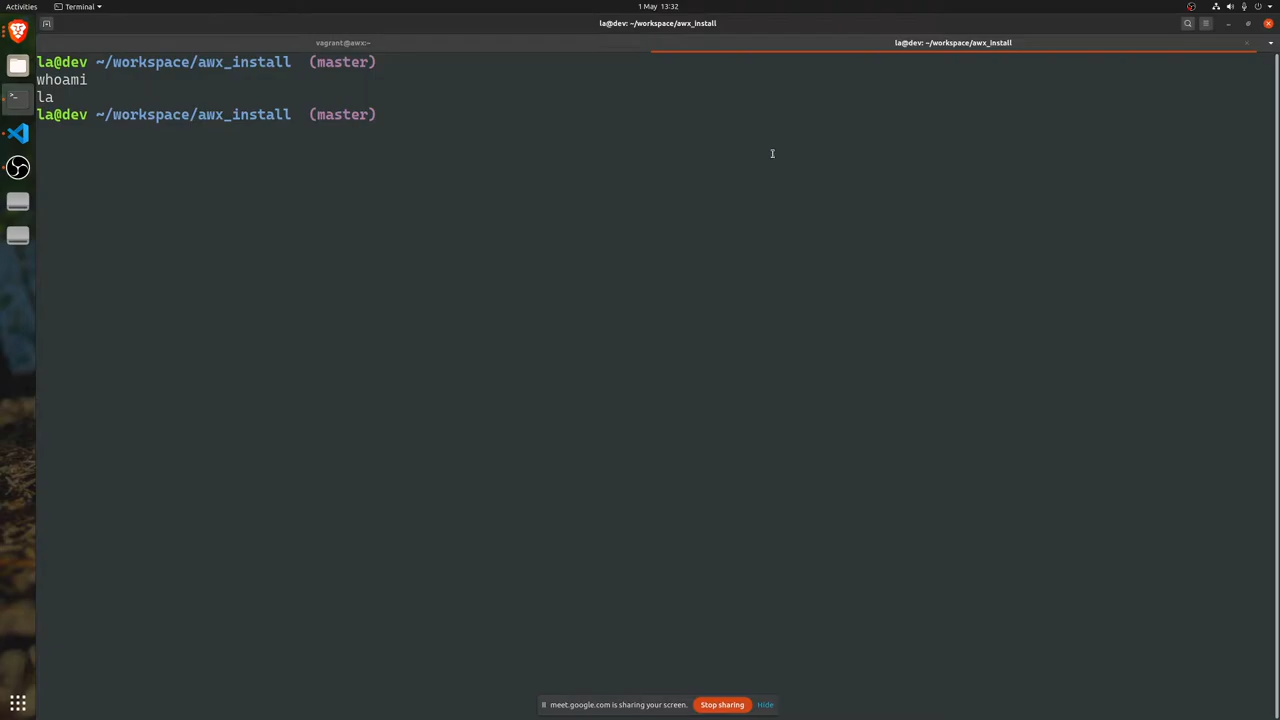 Activities
Terminal
1 May 13:32
la@dev: ~/workspace/awx_install
vagrant@awx:~
la@dev: ~/workspace/awx_install
la@dev ~/workspace/awx_install (master)
whoami
la
la@dev ~/workspace/awx_install (master)
meet.google.com is sharing your screen.
Stop sharing
Hide